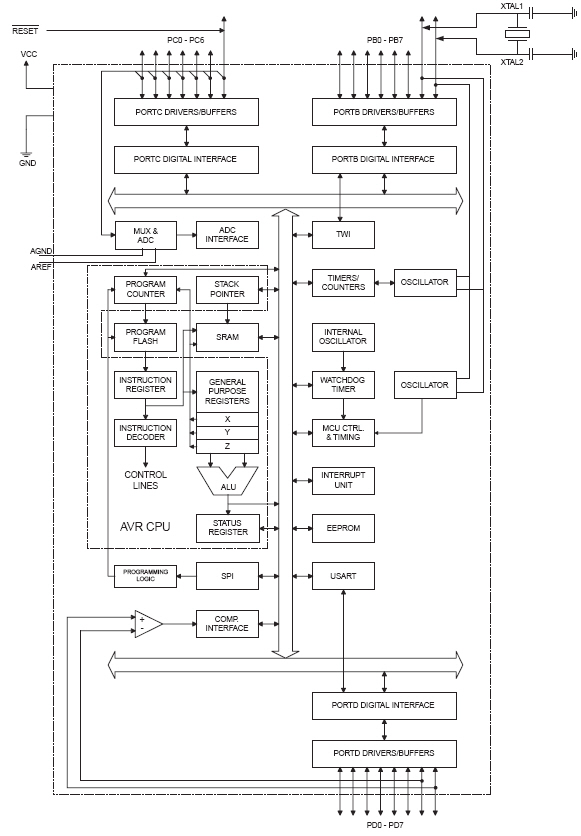 XTAL1
RESET
PC0 - PC6
PB0 - PB7
VCC
XTAL2
PORTC DRIVERS/BUFFERS
PORTB DRIVERS/BUFFERS
GND
PORTC DIGITAL INTERFACE
PORTB DIGITAL INTERFACE
MUX &
ADC
ADC
INTERFACE
TWI
AGND
AREF
PROGRAM
COUNTER
STACK
POINTER
TIMERS/
COUNTERS
OSCILLATOR
PROGRAM
FLASH
SRAM
INTERNAL
OSCILLATOR
INSTRUCTION
REGISTER
GENERAL
PURPOSE
REGISTERS
WATCHDOG
TIMER
OSCILLATOR
X
Y
Z
INSTRUCTION
DECODER
MCU CTRL.
& TIMING
CONTROL
LINES
ALU
INTERRUPT
UNIT
AVR CPU
STATUS
REGISTER
EEPROM
PROGRAMMING
LOGIC
SPI
USART
+
-
COMP.
INTERFACE
PORTD DIGITAL INTERFACE
PORTD DRIVERS/BUFFERS
PD0 - PD7